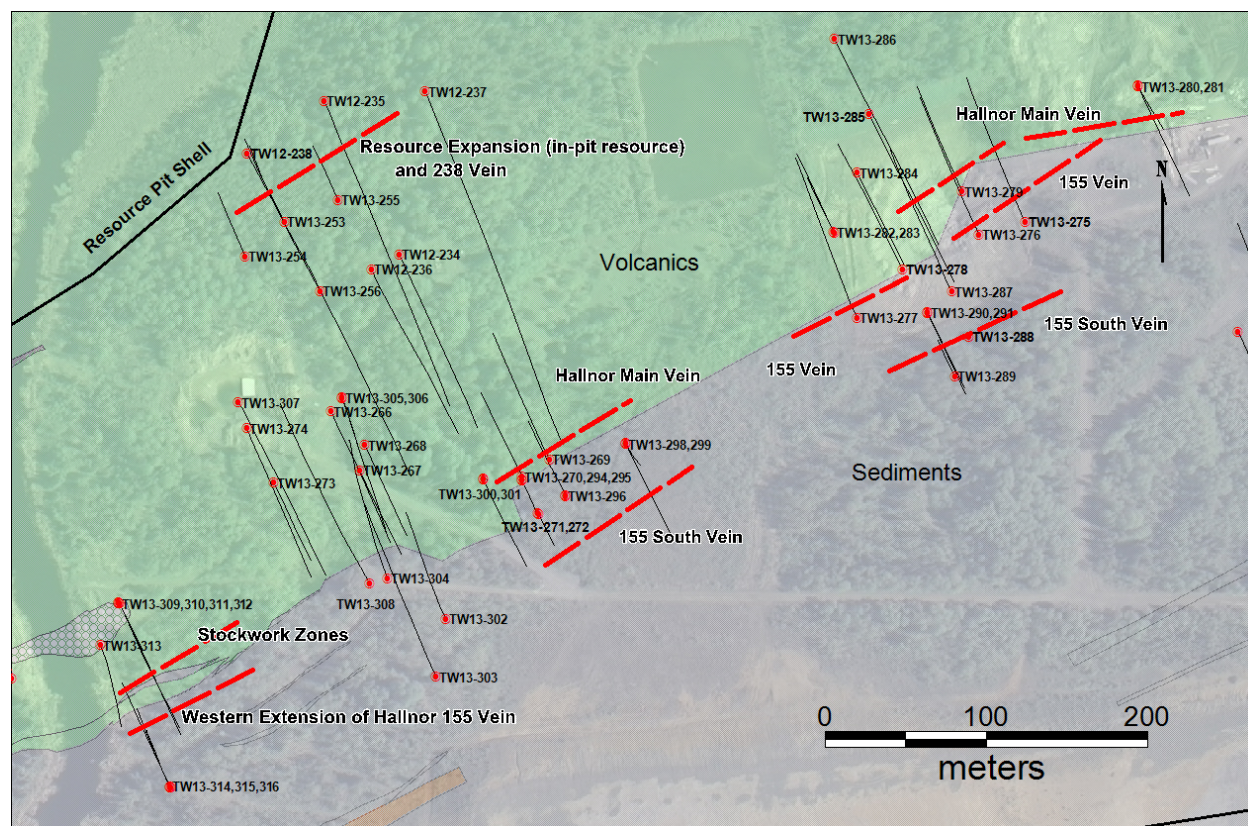 TW13-286
TW12-235
TW12-237
TW13-280,281
Hallnor Main Vein
TW13-285
Resource Expansion (in-pit resource)
and 238 Vein
TW12-238
N
TW13-284
155 Vein
TW13-279
TW13-255
Resource Pit Shell
TW13-253
TW13-275
TW13-282,283
TW13-276
TW13-254
TW12-234
TW12-236
Volcanics
TW13-278
TW13-256
TW13-287
TW13-290,291
TW13-277
155 South Vein
TW13-288
155 Vein
Hallnor Main Vein
TW13-289
TW13-305,306
TW13-307
TW13-266
TW13-274
TW13-268
TW13-298,299
TW13-269
TW13-267
Sediments
TW13-273
TW13-270,294,295
TW13-300,301
TW13-296
TW13-271,272
155 South Vein
TW13-304
TW13-308
TW13-309,310,311,312
TW13-302
Stockwork Zones
TW13-313
TW13-303
0 100 200
meters
Western Extension of Hallnor 155 Vein
TW13-314,315,316